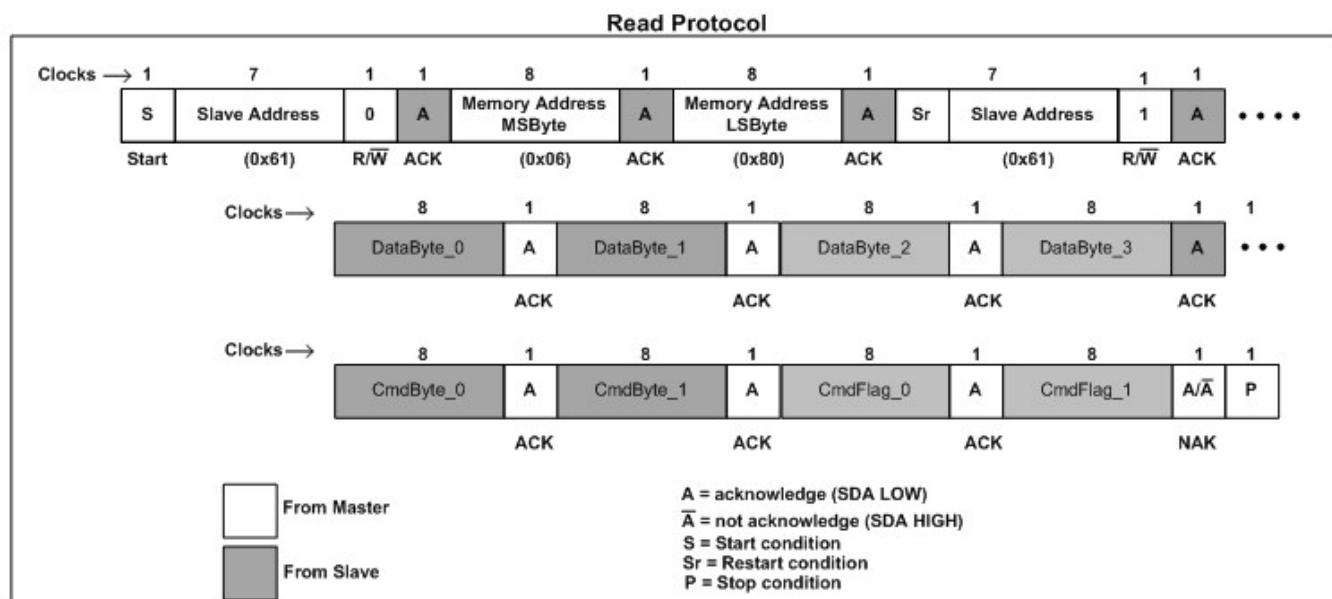 Read Protocol
Clocks → 1 7 1 1 8 1 8 1 7 1 1
S Slave Address 0 A Memory Address MSByte A Memory Address LSByte A Sr Slave Address 1 A • • • •
Start (0x61) R/W̅ ACK (0x06) ACK (0x80) ACK (0x61) R/W̅ ACK
Clocks → 8 1 8 1 8 1 8 1 1
DataByte_0 A DataByte_1 A DataByte_2 A DataByte_3 A • • •
ACK ACK ACK ACK
Clocks → 8 1 8 1 8 1 8 1 1
CmdByte_0 A CmdByte_1 A CmdFlag_0 A CmdFlag_1 A/A̅ P
ACK ACK ACK NAK
From Master
From Slave
A = acknowledge (SDA LOW)
A̅ = not acknowledge (SDA HIGH)
S = Start condition
Sr = Restart condition
P = Stop condition